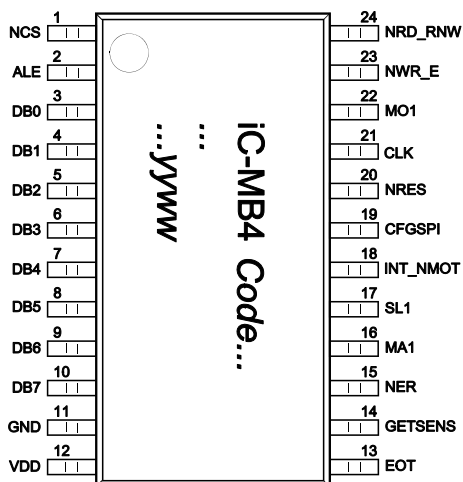 1 24
NCS NRD_RNW
2 23
ALE NWR_E
3 22
DB0 MO1
4 21
DB1 CLK
5 20
DB2 NRES
6 19
DB3 CFGSPI
7 18
DB4 INT_NMOT
8 17
DB5 SL1
9 16
DB6 MA1
10 15
DB7 NER
11 14
GND GETSENS
12 13
VDD EOT
iC-MB4 Code...
...
...yyww